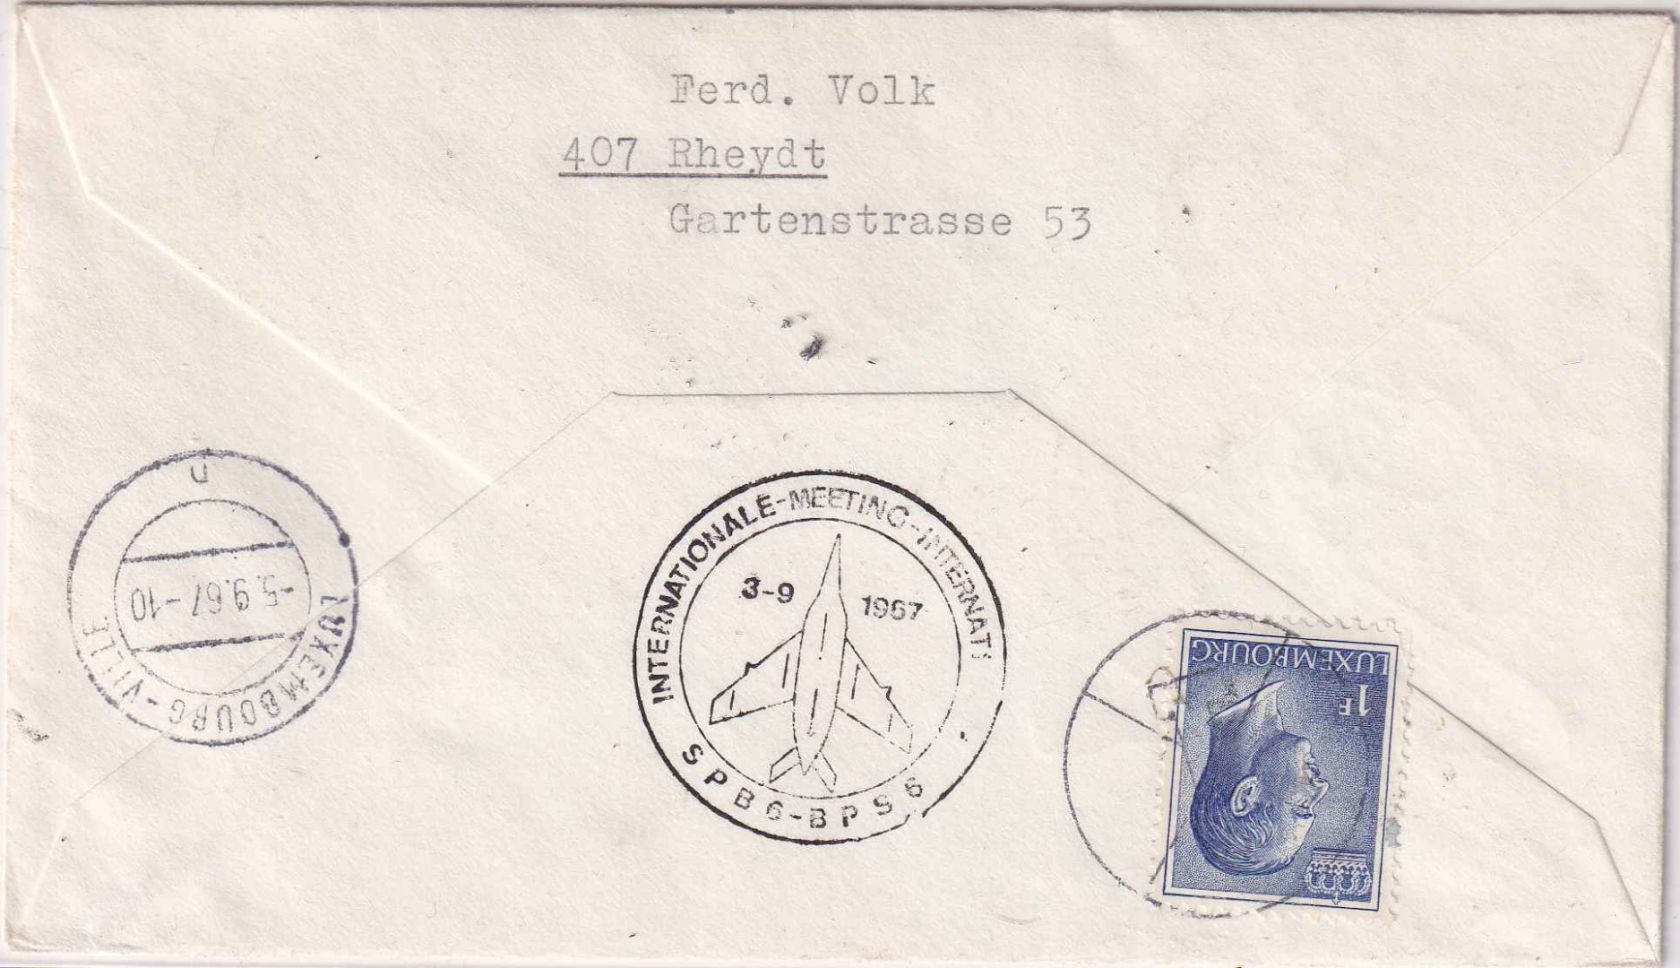 Ferd. Volk
407 Rheydt
Gartenstrasse 53
INTERNATIONALE-MEETING-INTERNATI
3-9 1967
SPB6-BPS6
LUXEMBOURG-VILLE
-5.9.67-10
n
LUXEMBOURG
1F